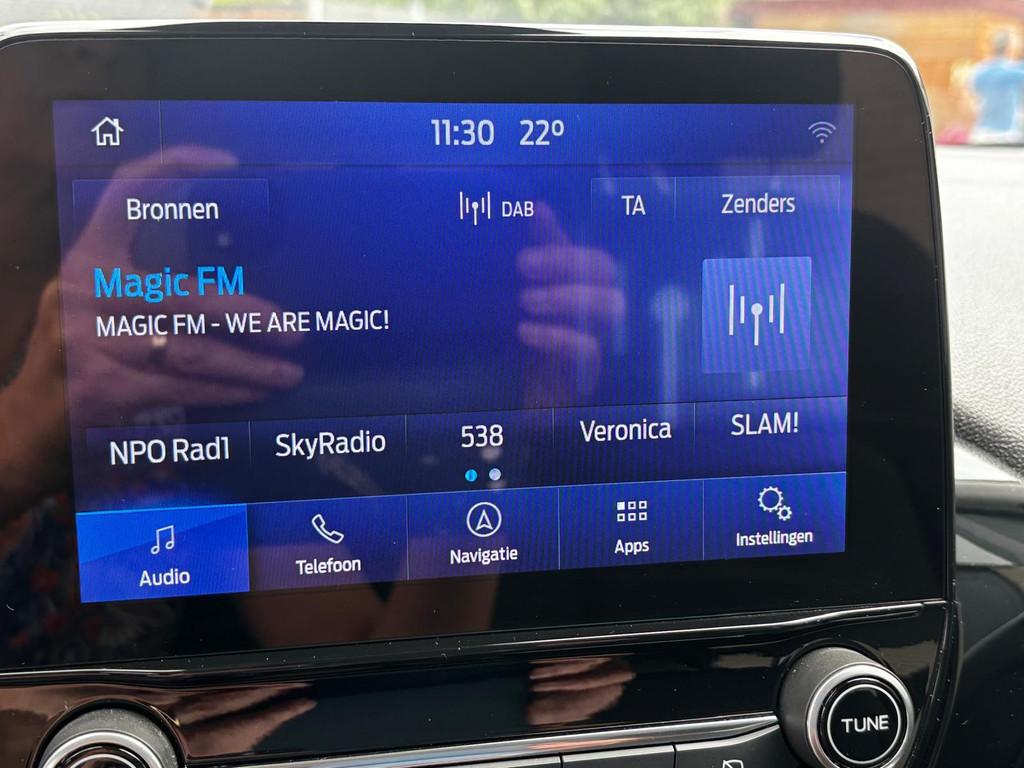 11:30 22º
Bronnen DAB TA Zenders
Magic FM
MAGIC FM - WE ARE MAGIC!
NPO Rad1 SkyRadio 538 Veronica SLAM!
Audio Telefoon Navigatie Apps Instellingen
TUNE